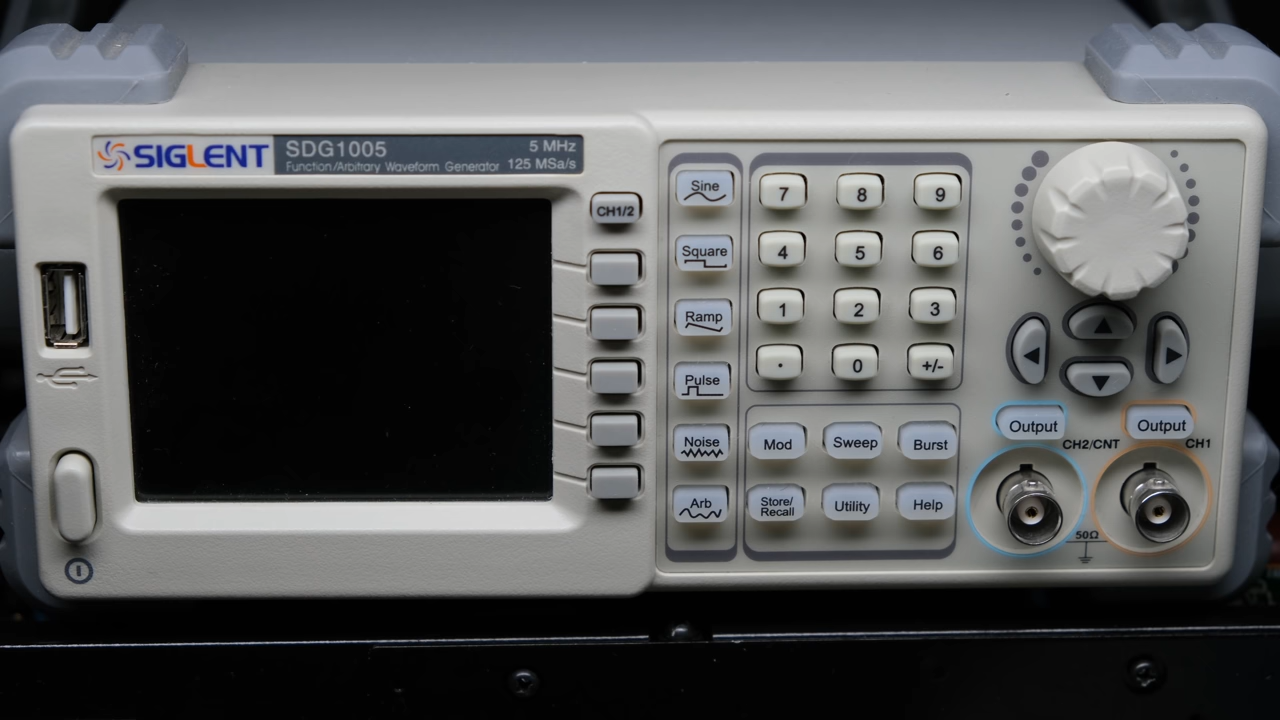 SIGLENT
SDG1005 5 MHz
Function/Arbitrary Waveform Generator 125 MSa/s
CH1/2
Sine
Square
Ramp
Pulse
Noise
Arb
7 8 9
4 5 6
1 2 3
· 0 +/-
Mod Sweep Burst
Store/
Recall
Utility Help
Output Output
CH2/CNT CH1
50Ω